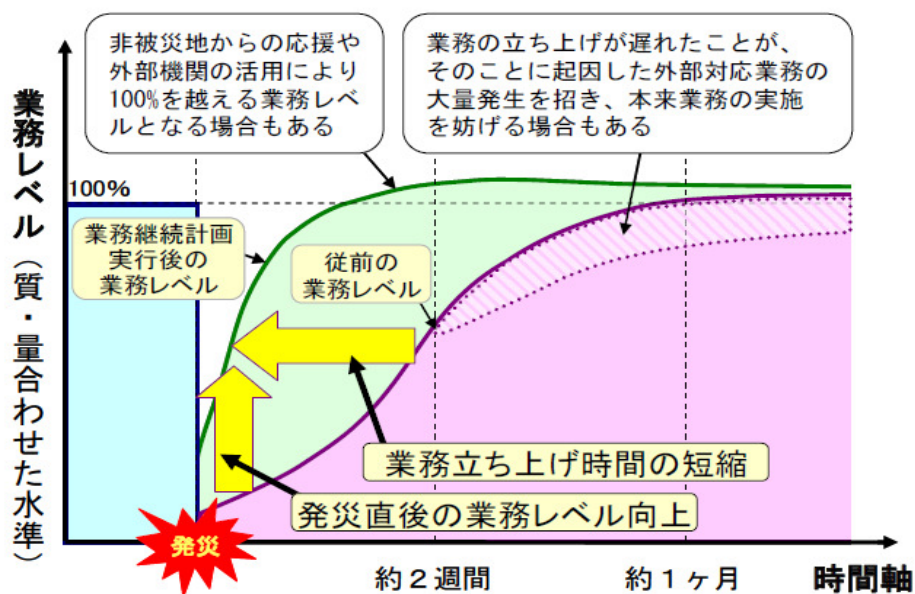 非被災地からの応援や
外部機関の活用により
100%を越える業務レベ
ルとなる場合もある
業務の立ち上げが遅れたことが、
そのことに起因した外部対応業務の
大量発生を招き、本来業務の実施
を妨げる場合もある
業務レベル（質・量合わせた水準）
100%
業務継続計画
実行後の
業務レベル
従前の
業務レベル
業務立ち上げ時間の短縮
発災直後の業務レベル向上
発災
約２週間
約１ヶ月
時間軸